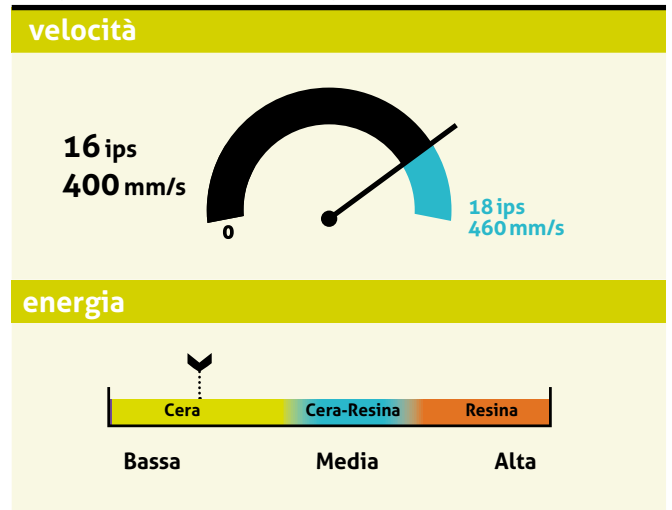 velocità
16 ips
400 mm/s
0
18 ips
460 mm/s
energia
Cera
Cera-Resina
Resina
Bassa
Media
Alta